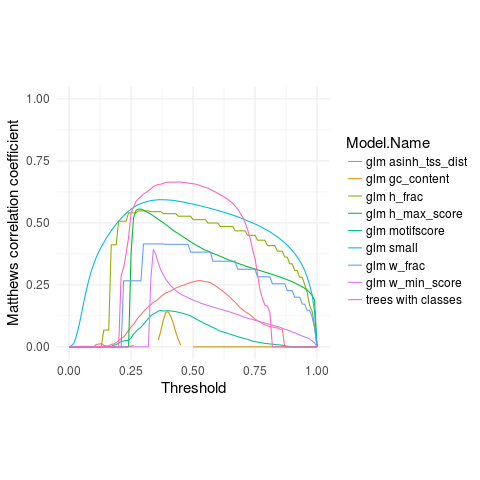 1.00
0.75
0.50
0.25
0.00
Matthews correlation coefficient
0.00 0.25 0.50 0.75 1.00
Threshold
Model.Name
glm asinh_tss_dist
glm gc_content
glm h_frac
glm h_max_score
glm motifscore
glm small
glm w_frac
glm w_min_score
trees with classes